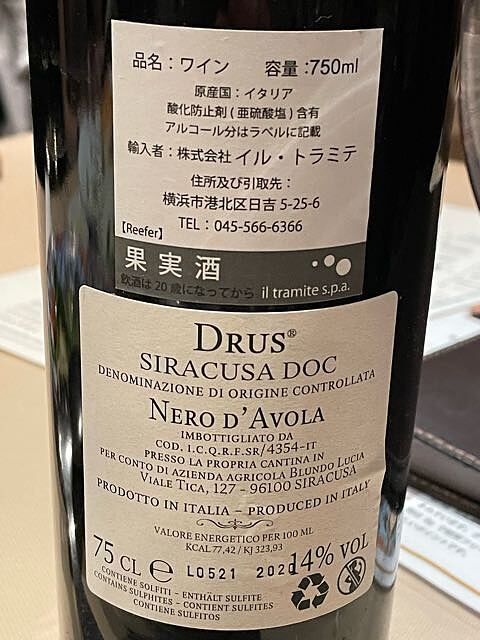 品名：ワイン 容量：750ml
原産国：イタリア
酸化防止剤（亜硫酸塩）含有
アルコール分はラベルに記載
輸入者：株式会社 イル・トラミテ
住所及び引取先：
横浜市港北区日吉 5-25-6
TEL：045-566-6366
【Reefer】
果実酒
飲酒は20歳になってから il tramite s.p.a.
DRUS®
SIRACUSA DOC
DENOMINAZIONE DI ORIGINE CONTROLLATA
NERO D'AVOLA
IMBOTTIGLIATO DA
COD. I.C.Q.R.F. SR/4354-IT
PRESSO LA PROPRIA CANTINA IN
PER CONTO DI AZIENDA AGRICOLA BLUNDO LUCIA
VIALE TICA, 127 - 96100 SIRACUSA
PRODOTTO IN ITALIA – PRODUCED IN ITALY
VALORE ENERGETICO PER 100 ML
KCAL 77,42 / KJ 323,93
75 CL e L0521 202 14% VOL
CONTIENE SOLFITI - ENTHÄLT SULFITE
CONTAINS SULPHITES - CONTIENT SULFITES
CONTIENE SULFITOS